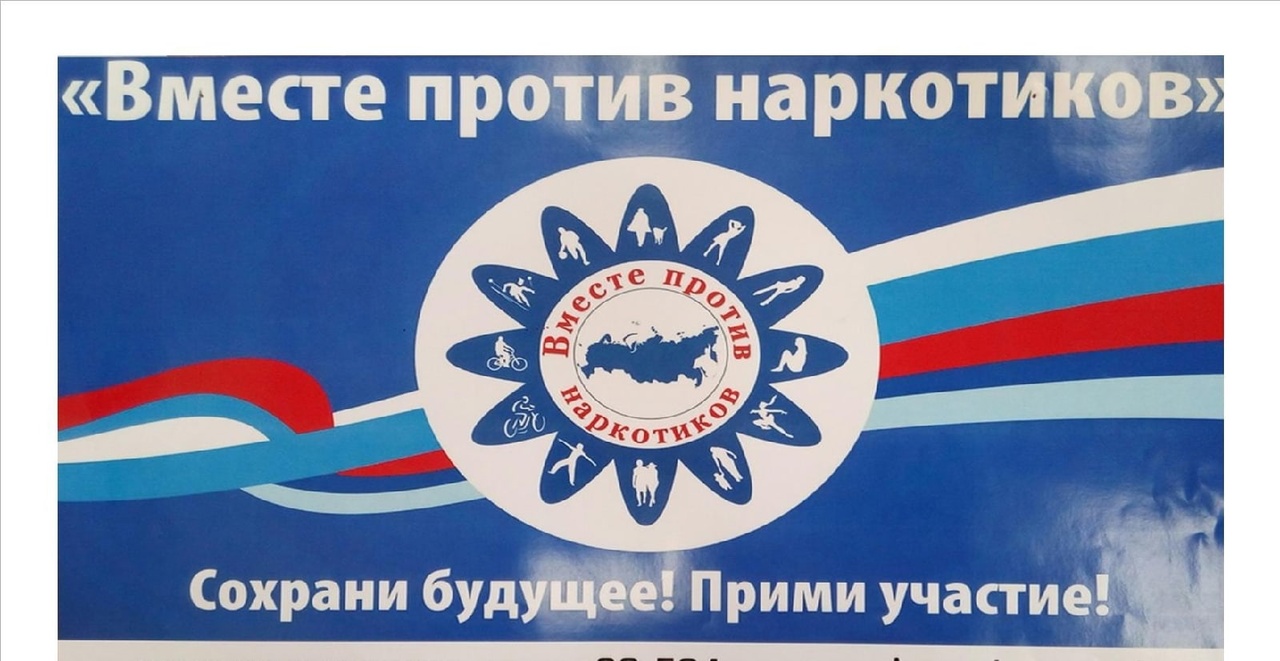 «Вместе против наркотиков»
Вместе против
наркотиков
Сохрани будущее! Прими участие!